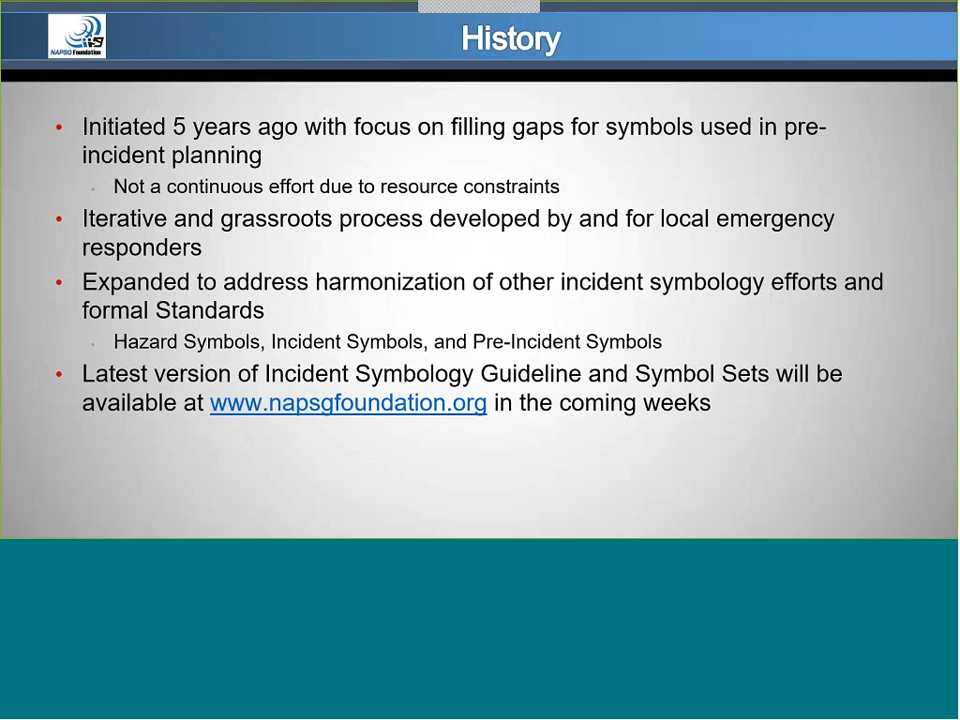 NAPSG Foundation
History
• Initiated 5 years ago with focus on filling gaps for symbols used in pre-
incident planning
• Not a continuous effort due to resource constraints
• Iterative and grassroots process developed by and for local emergency
responders
• Expanded to address harmonization of other incident symbology efforts and
formal Standards
• Hazard Symbols, Incident Symbols, and Pre-Incident Symbols
• Latest version of Incident Symbology Guideline and Symbol Sets will be
available at www.napsgfoundation.org in the coming weeks